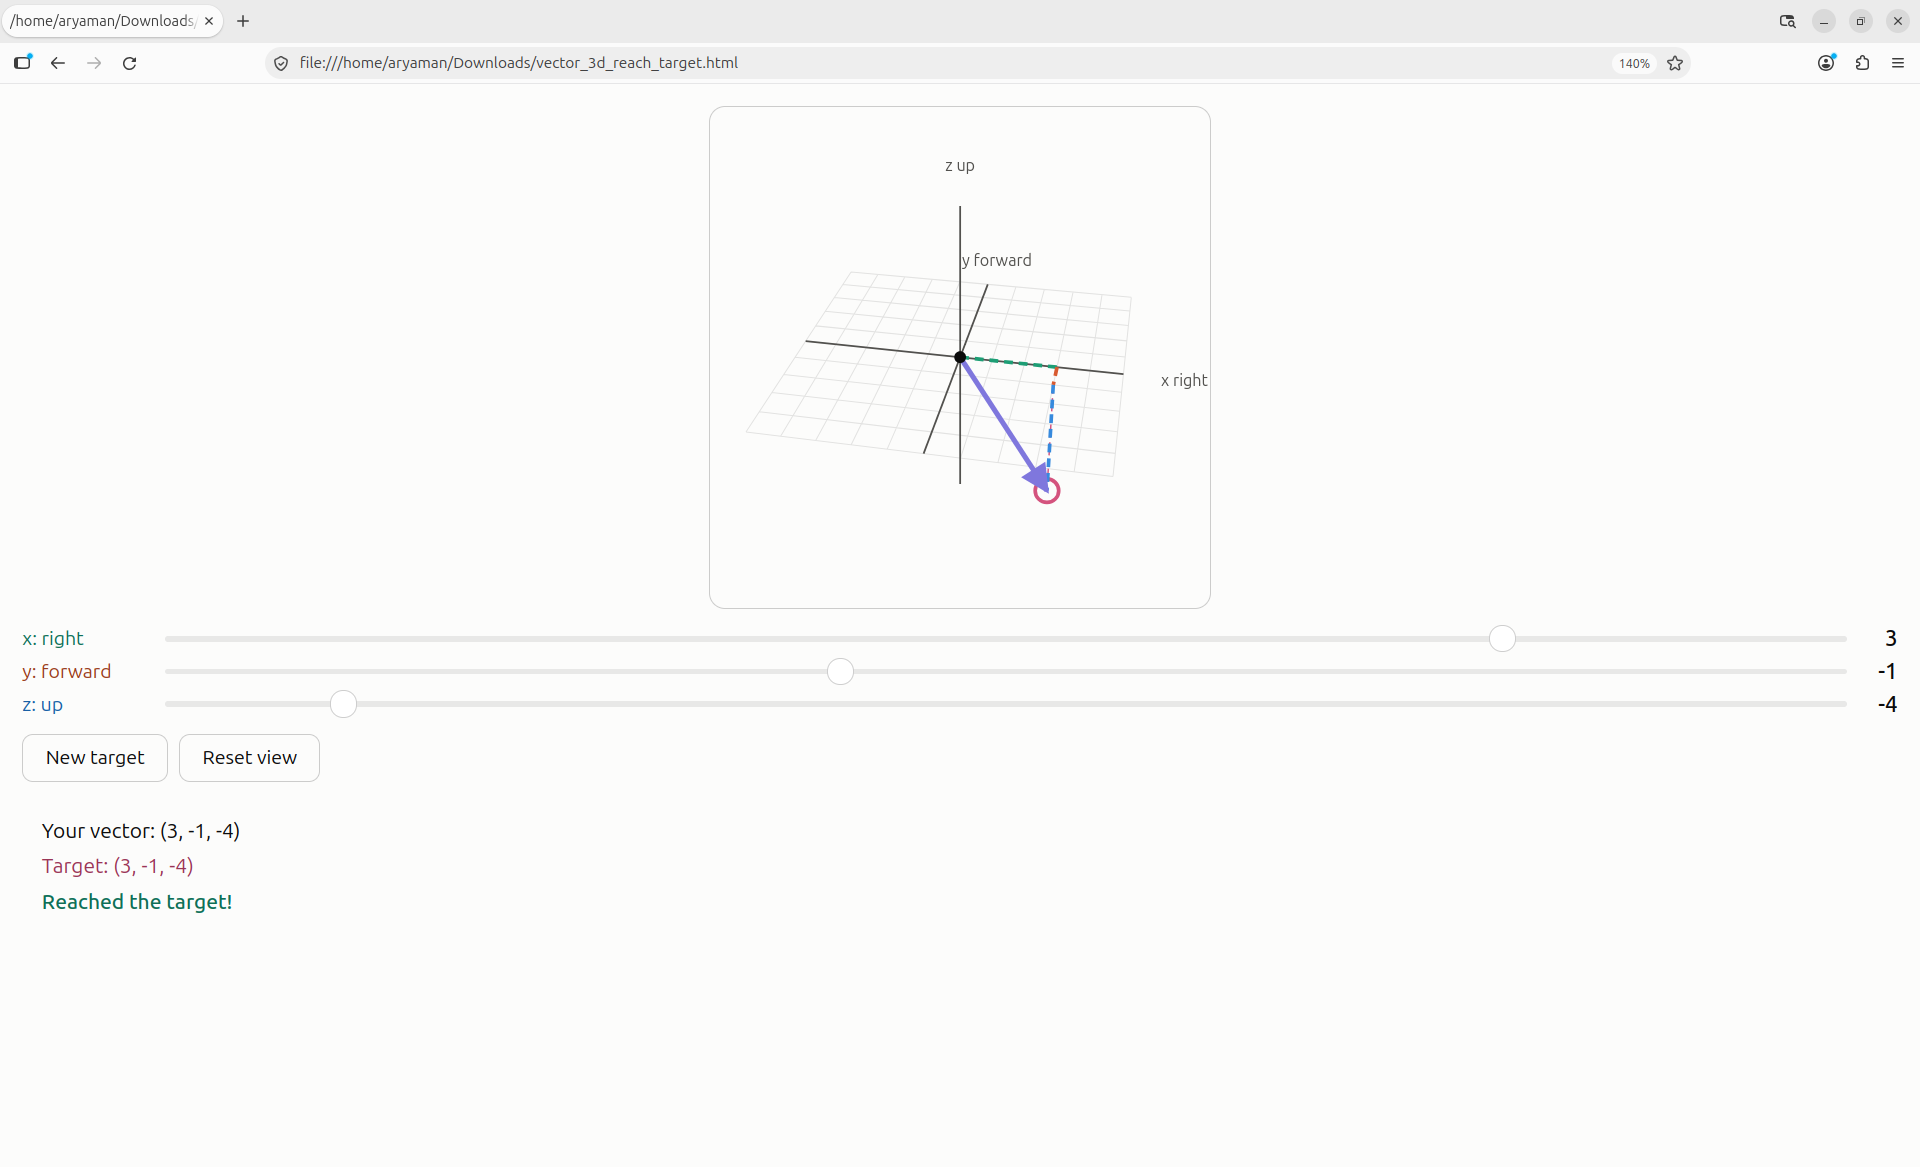 /home/aryaman/Downloads/
file:///home/aryaman/Downloads/vector_3d_reach_target.html
140%
z up
y forward
x right
x: right 3
y: forward -1
z: up -4
New target Reset view
Your vector: (3, -1, -4)
Target: (3, -1, -4)
Reached the target!